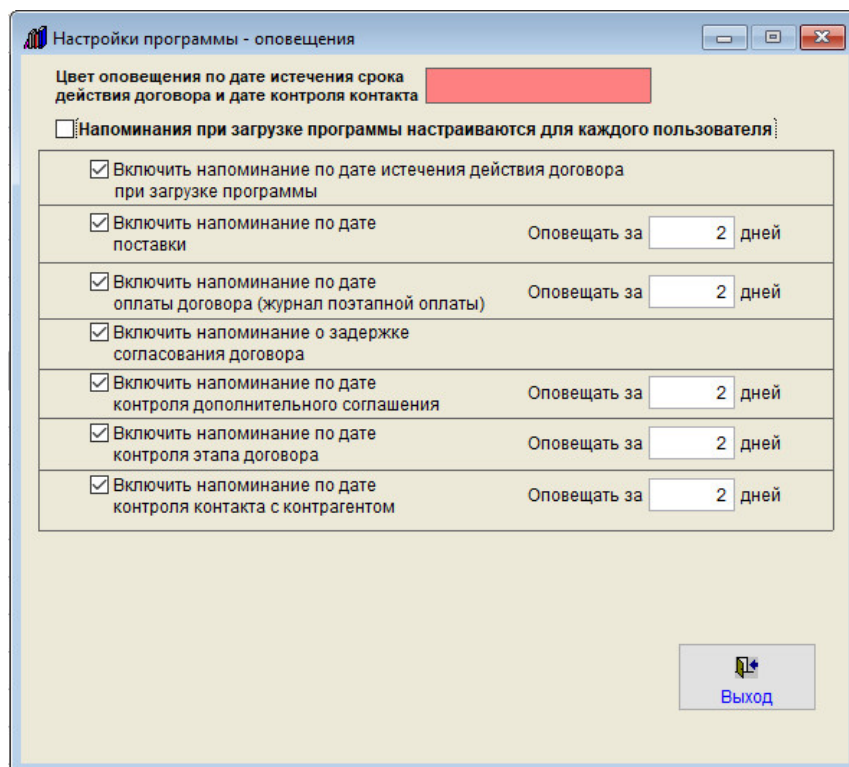 Настройки программы - оповещения
Цвет оповещения по дате истечения срока
действия договора и дате контроля контакта
Напоминания при загрузке программы настраиваются для каждого пользователя
Включить напоминание по дате истечения действия договора
при загрузке программы
Включить напоминание по дате
поставки
Оповещать за 2 дней
Включить напоминание по дате
оплаты договора (журнал поэтапной оплаты)
Оповещать за 2 дней
Включить напоминание о задержке
согласования договора
Включить напоминание по дате
контроля дополнительного соглашения
Оповещать за 2 дней
Включить напоминание по дате
контроля этапа договора
Оповещать за 2 дней
Включить напоминание по дате
контроля контакта с контрагентом
Оповещать за 2 дней
Выход